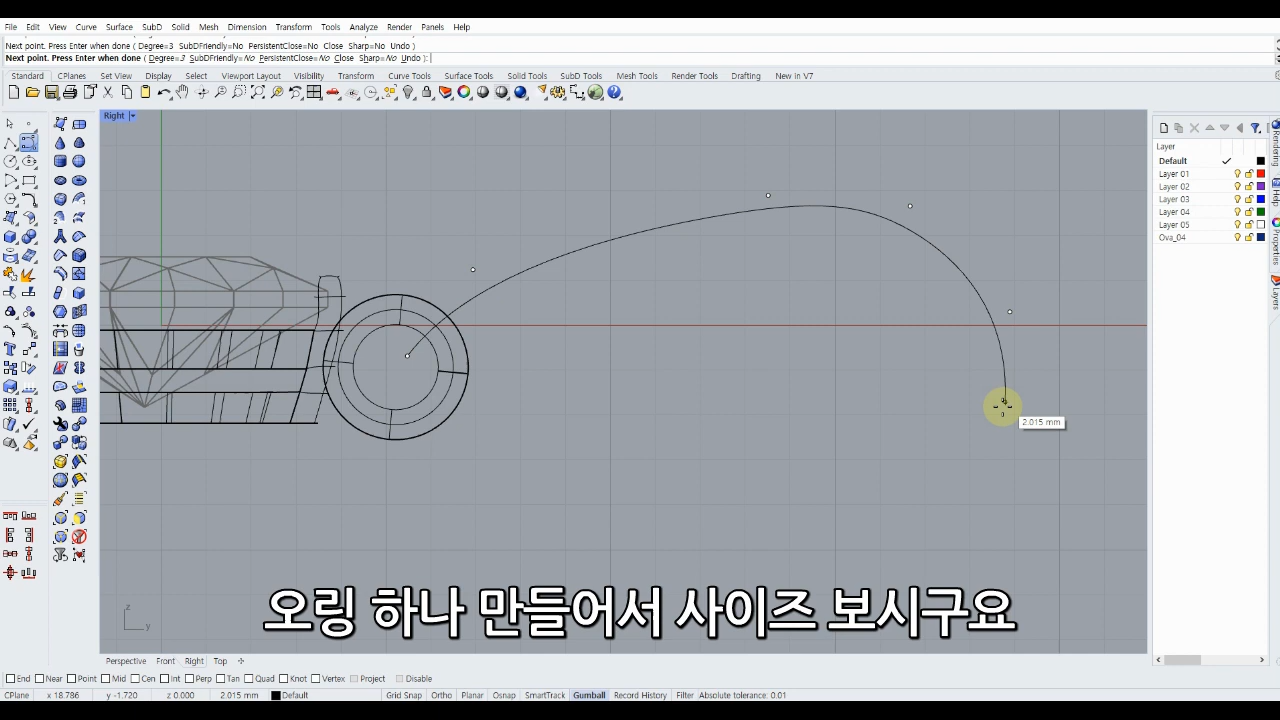 File Edit View Curve Surface SubD Solid Mesh Dimension Transform Tools Analyze Render Panels Help
Next point. Press Enter when done ( Degree=3 SubDFriendly=No PersistentClose=No Close Sharp=No Undo )
Next point. Press Enter when done ( Degree=3 SubDFriendly=No PersistentClose=No Close Sharp=No Undo ):
Standard CPlanes Set View Display Select Viewport Layout Visibility Transform Curve Tools Surface Tools Solid Tools SubD Tools Mesh Tools Render Tools Drafting New in V7
Right
Layer
Default
Layer 01
Layer 02
Layer 03
Layer 04
Layer 05
Ova_04
Rendering
Help
Properties
Layers
2.015 mm
오링 하나 만들어서 사이즈 보시구요
z
y
Perspective Front Right Top
End Near Point Mid Cen Int Perp Tan Quad Knot Vertex Project Disable
CPlane x 18.786 y -1.720 z 0.000 2.015 mm Default Grid Snap Ortho Planar Osnap SmartTrack Gumball Record History Filter Absolute tolerance: 0.01